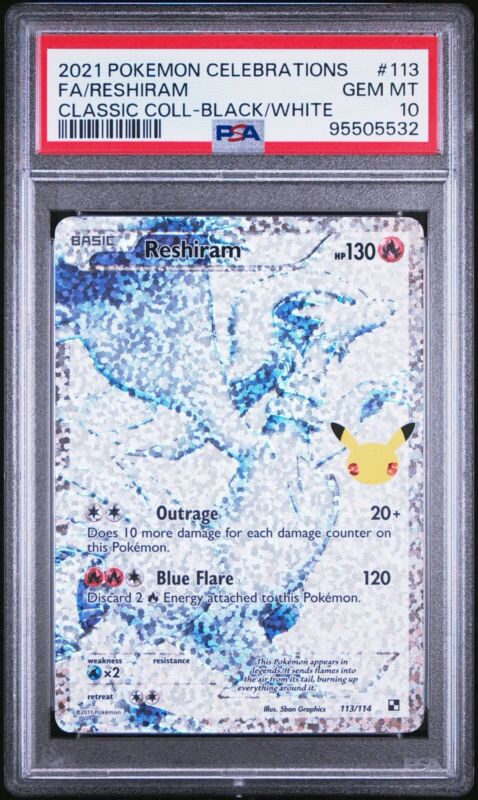 2021 POKEMON CELEBRATIONS #113
FA/RESHIRAM GEM MT
CLASSIC COLL-BLACK/WHITE 10
PSA 95505532
BASIC Reshiram HP130
Outrage 20+
Does 10 more damage for each damage counter on
this Pokémon.
Blue Flare 120
Discard 2 Energy attached to this Pokémon.
weakness resistance
×2
This Pokémon appears in
legends. It sends flames into
the air from its tail, burning up
everything around it.
retreat
©2011 Pokémon Illus. 5ban Graphics 113/114
PSA